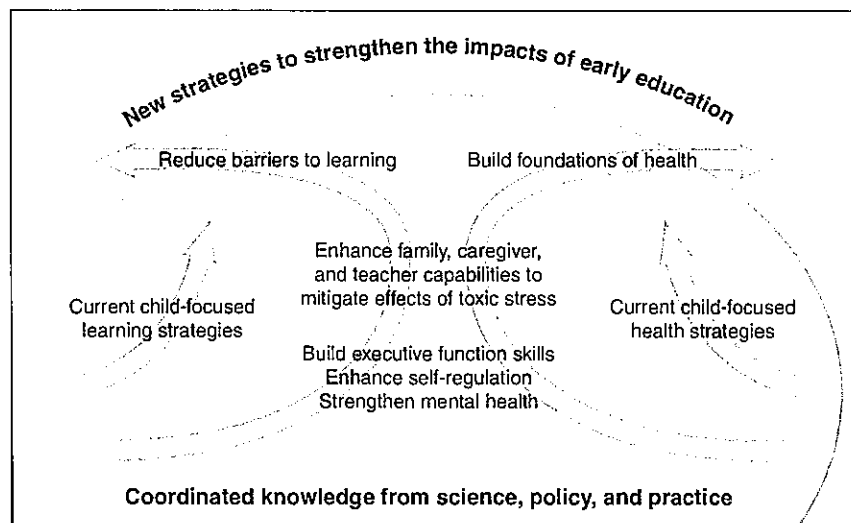 New strategies to strengthen the impacts of early education
Reduce barriers to learning
Build foundations of health
Enhance family, caregiver,
and teacher capabilities to
mitigate effects of toxic stress
Current child-focused
learning strategies
Current child-focused
health strategies
Build executive function skills
Enhance self-regulation
Strengthen mental health
Coordinated knowledge from science, policy, and practice